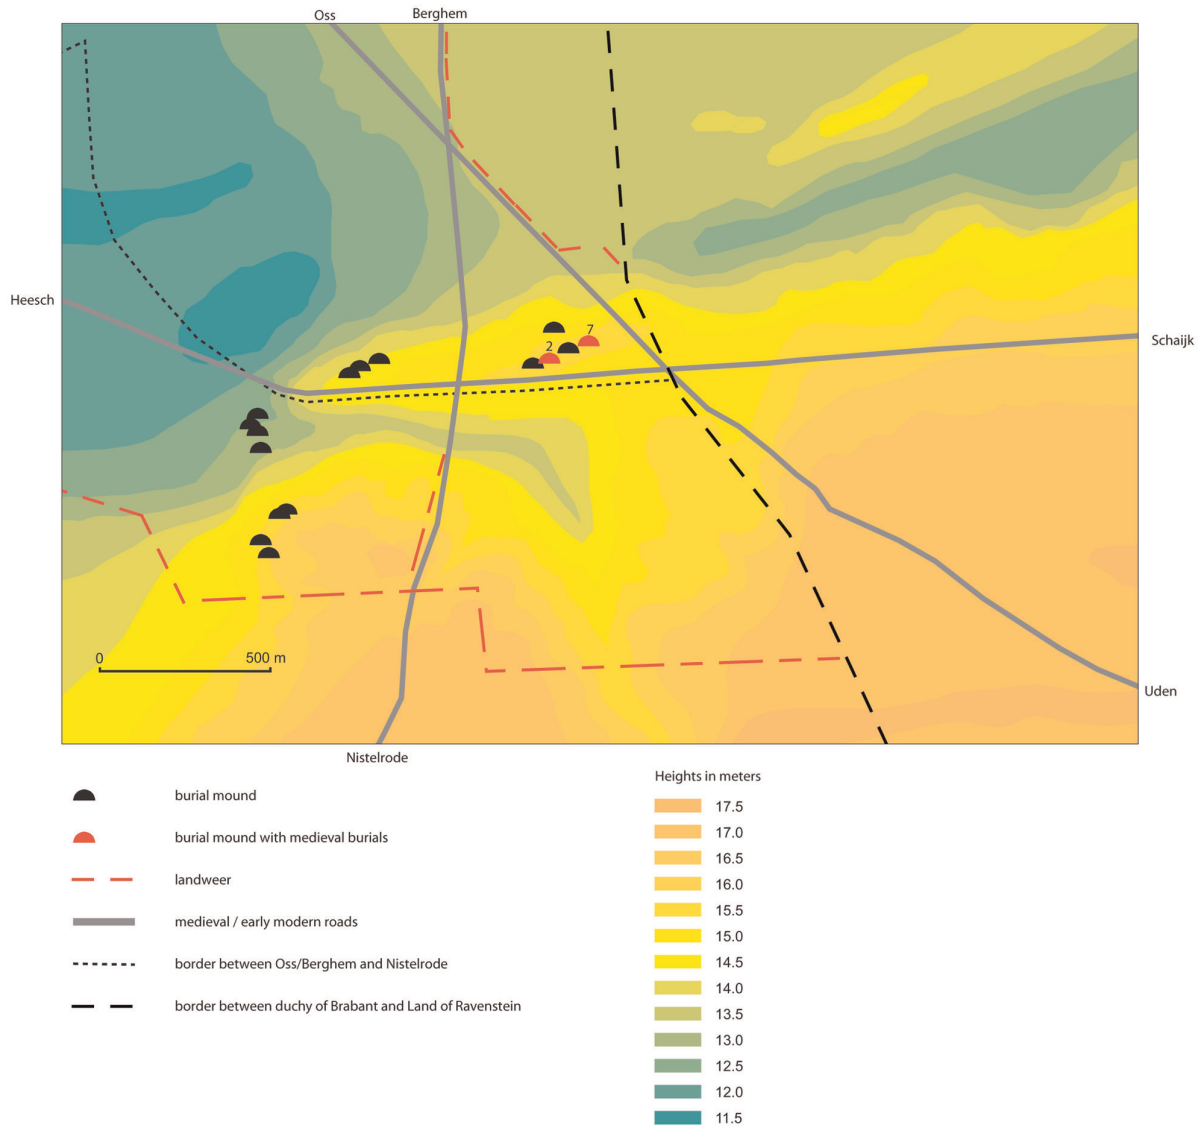 Oss
Berghem
Heesch
7
2
Schaijk
0 500 m
Uden
Nistelrode
burial mound
burial mound with medieval burials
landweer
medieval / early modern roads
border between Oss/Berghem and Nistelrode
border between duchy of Brabant and Land of Ravenstein
Heights in meters
17.5
17.0
16.5
16.0
15.5
15.0
14.5
14.0
13.5
13.0
12.5
12.0
11.5